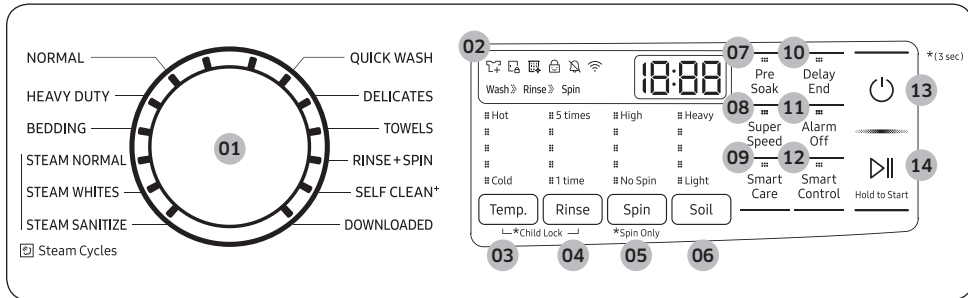 NORMAL
HEAVY DUTY
BEDDING
STEAM NORMAL
STEAM WHITES
STEAM SANITIZE
Steam Cycles
01
QUICK WASH
DELICATES
TOWELS
RINSE+SPIN
SELF CLEAN+
DOWNLOADED
02
Wash» Rinse» Spin
18:88
Hot 5 times High Heavy
Cold 1 time No Spin Light
Temp. Rinse Spin Soil
*Child Lock *Spin Only
03 04 05 06
07 10
Pre Soak
Delay End
08 11
Super Speed
Alarm Off
09 12
Smart Care
Smart Control
*(3 sec)
13
14
Hold to Start